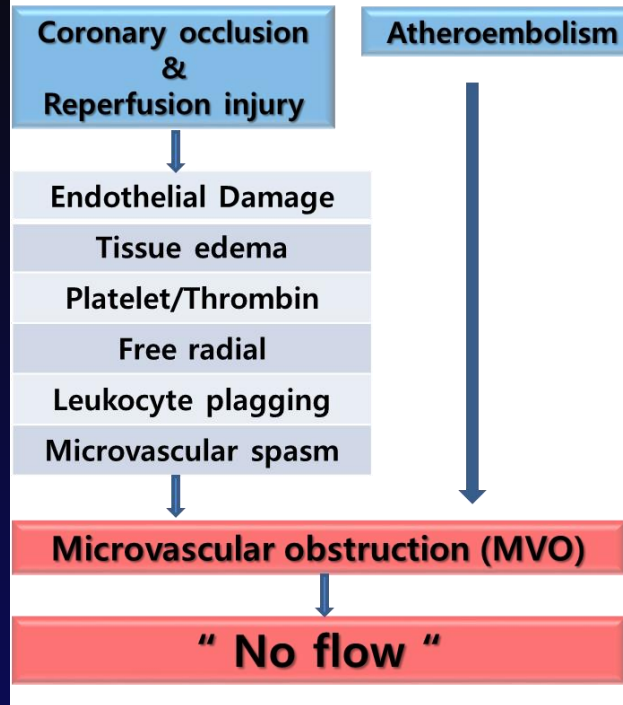 Coronary occlusion
&
Reperfusion injury
Atheroembolism
Endothelial Damage
Tissue edema
Platelet/Thrombin
Free radial
Leukocyte plagging
Microvascular spasm
Microvascular obstruction (MVO)
“ No flow “